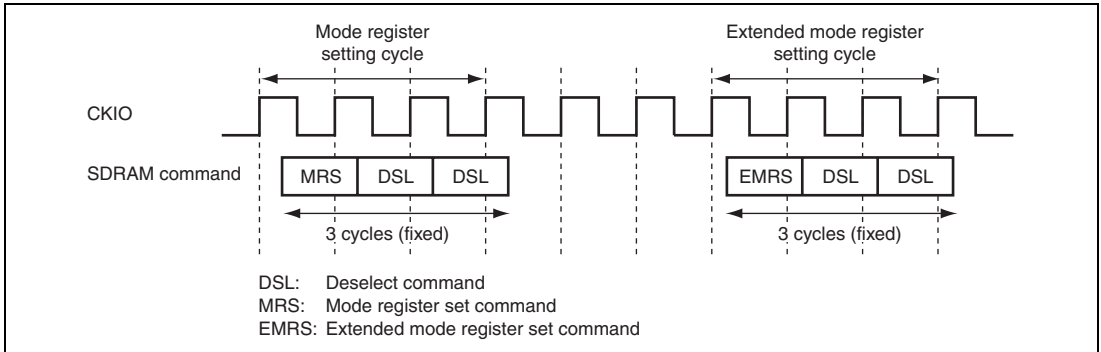 Mode register
setting cycle
Extended mode register
setting cycle
CKIO
SDRAM command
MRS DSL DSL
EMRS DSL DSL
3 cycles (fixed)
3 cycles (fixed)
DSL: Deselect command
MRS: Mode register set command
EMRS: Extended mode register set command